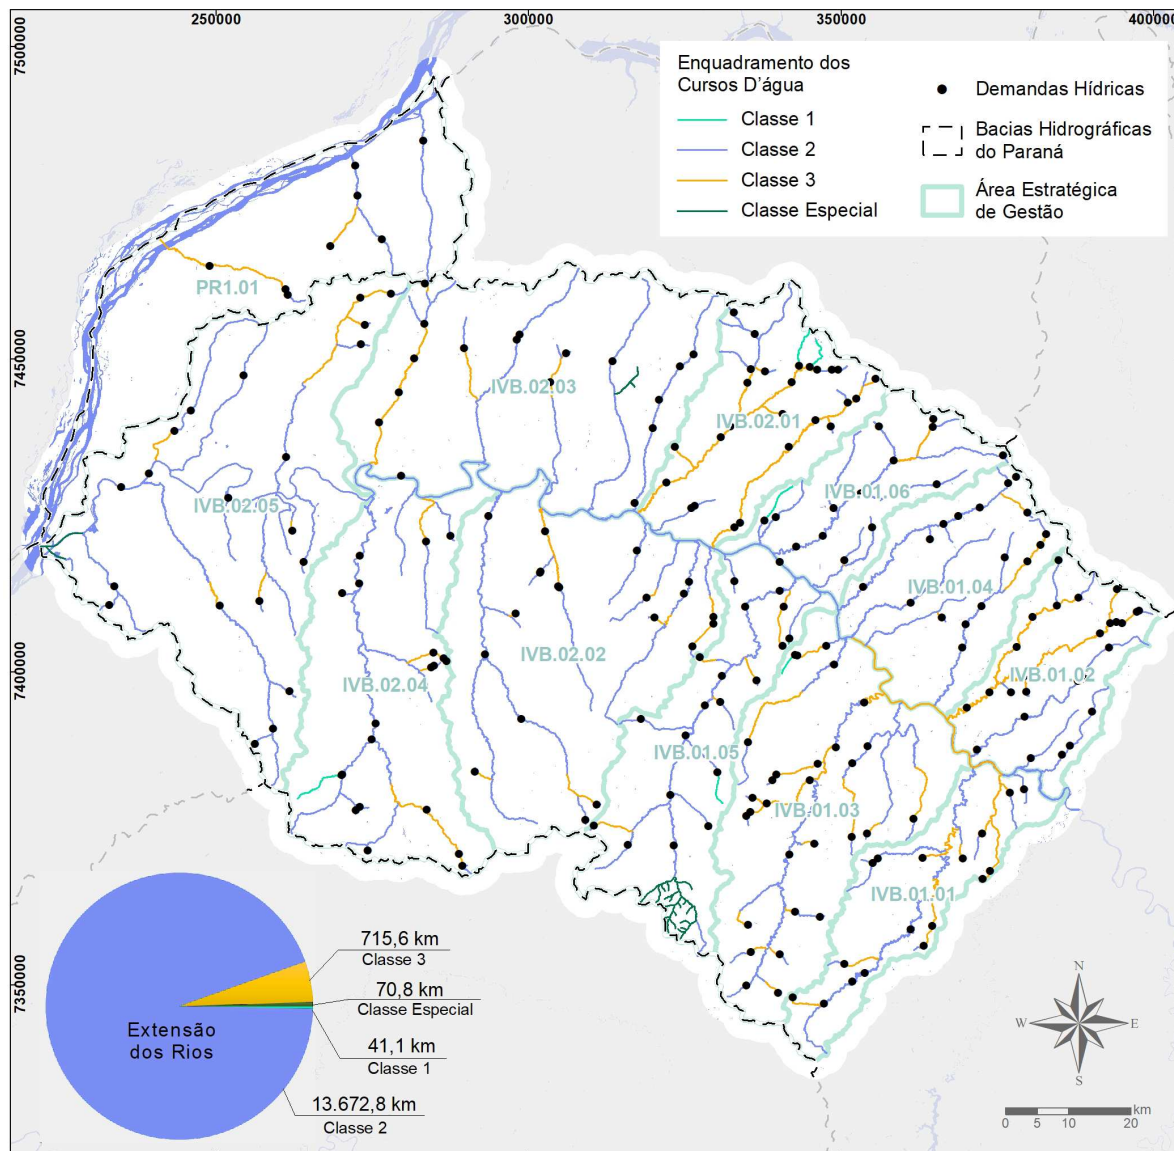 250000
300000
350000
400000
7500000
7450000
7400000
7350000
Enquadramento dos
Cursos D'água
Classe 1
Classe 2
Classe 3
Classe Especial
Demandas Hídricas
Bacias Hidrográficas
do Paraná
Área Estratégica
de Gestão
PR1.01
IVB.02.03
IVB.02.01
IVB.02.05
IVB.01.06
IVB.01.04
IVB.02.02
IVB.02.04
IVB.01.02
IVB.01.05
IVB.01.03
IVB.01.01
Extensão
dos Rios
715,6 km
Classe 3
70,8 km
Classe Especial
41,1 km
Classe 1
13.672,8 km
Classe 2
N
W
E
S
km
0 5 10 20